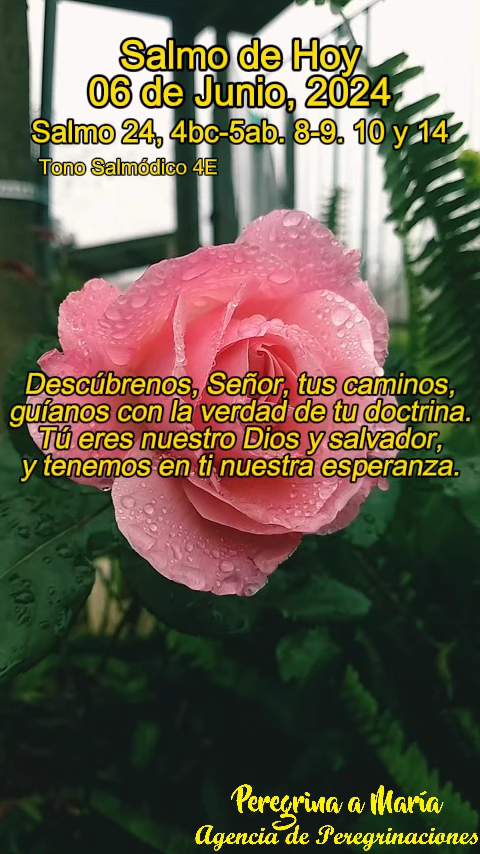 Salmo de Hoy
06 de Junio, 2024
Salmo 24, 4bc-5ab. 8-9. 10 y 14
Tono Salmódico 4E
Descúbrenos, Señor, tus caminos,
guíanos con la verdad de tu doctrina.
Tú eres nuestro Dios y salvador,
y tenemos en ti nuestra esperanza.
Peregrina a María
Agencia de Peregrinaciones